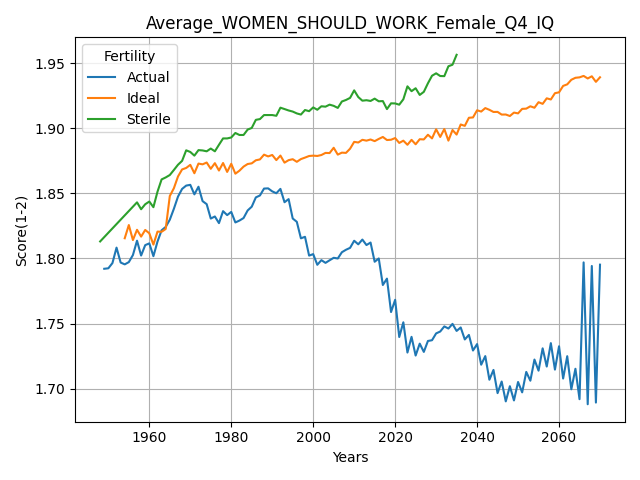 Average_WOMEN_SHOULD_WORK_Female_Q4_IQ
Fertility
Actual
Ideal
Sterile
Score(1-2)
1.95
1.90
1.85
1.80
1.75
1.70
1960 1980 2000 2020 2040 2060
Years